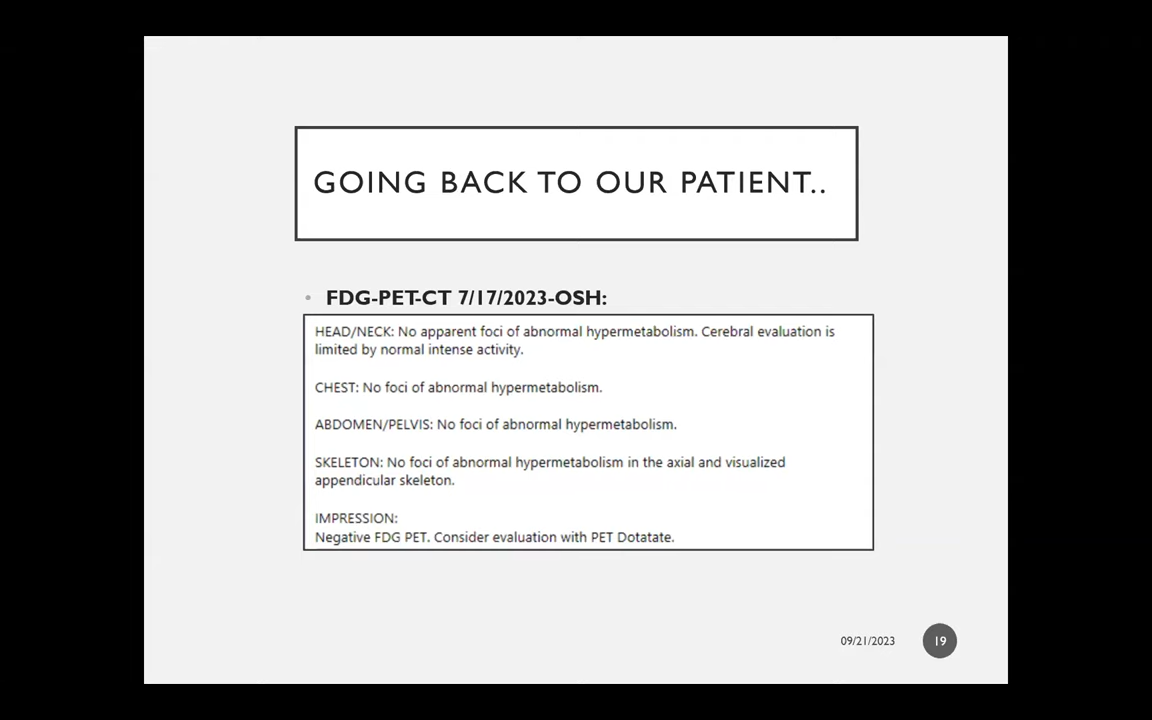 GOING BACK TO OUR PATIENT..
• FDG-PET-CT 7/17/2023-OSH:
HEAD/NECK: No apparent foci of abnormal hypermetabolism. Cerebral evaluation is
limited by normal intense activity.
CHEST: No foci of abnormal hypermetabolism.
ABDOMEN/PELVIS: No foci of abnormal hypermetabolism.
SKELETON: No foci of abnormal hypermetabolism in the axial and visualized
appendicular skeleton.
IMPRESSION:
Negative FDG PET. Consider evaluation with PET Dotatate.
09/21/2023
19